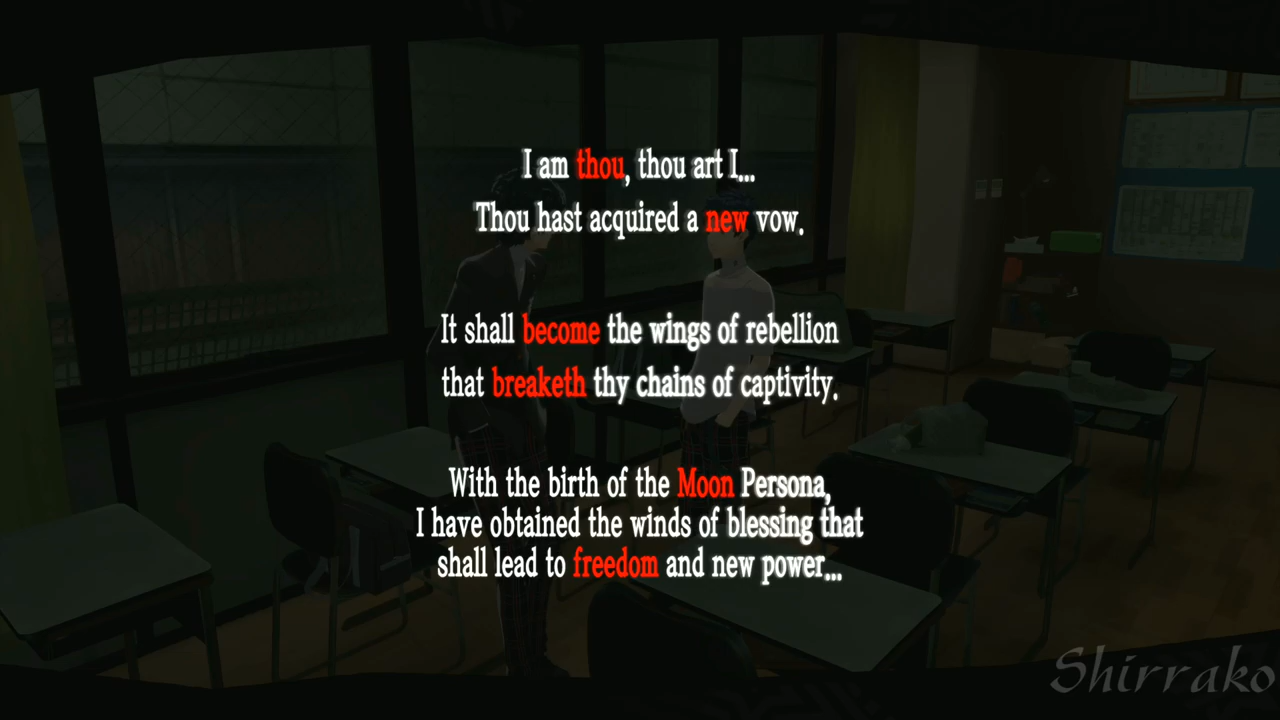 I am thou, thou art I...
Thou hast acquired a new vow.
It shall become the wings of rebellion
that breaketh thy chains of captivity.
With the birth of the Moon Persona,
I have obtained the winds of blessing that
shall lead to freedom and new power...
Shirrako